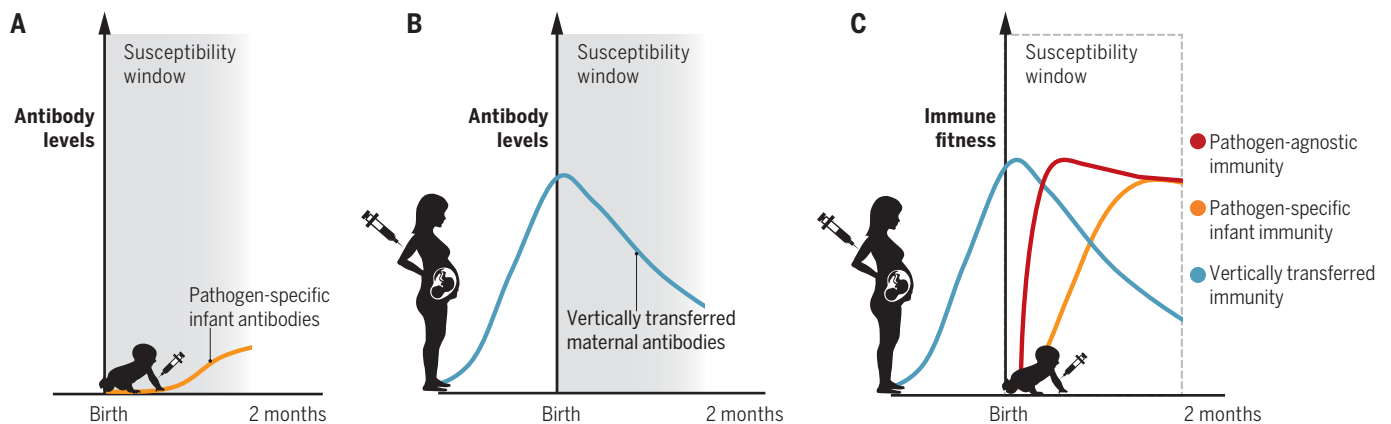 A
Susceptibility
window
Antibody
levels
Pathogen-specific
infant antibodies
Birth
2 months
B
Susceptibility
window
Antibody
levels
Vertically transferred
maternal antibodies
Birth
2 months
C
Susceptibility
window
Immune
fitness
Pathogen-agnostic
immunity
Pathogen-specific
infant immunity
Vertically transferred
immunity
Birth
2 months